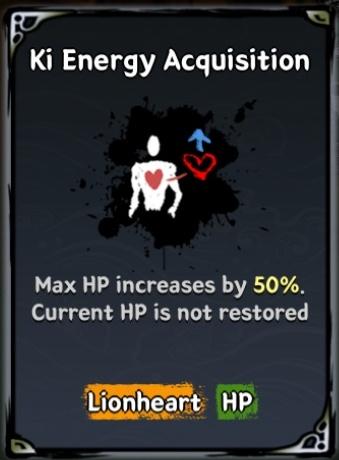 Ki Energy Acquisition
Max HP increases by 50%.
Current HP is not restored
Lionheart HP